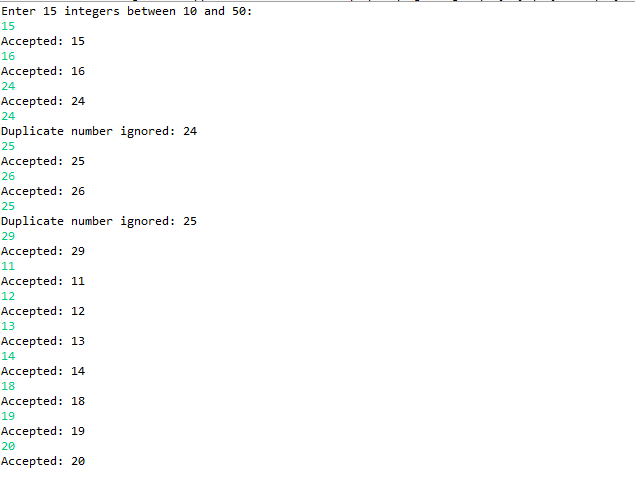 Enter 15 integers between 10 and 50:
15
Accepted: 15
16
Accepted: 16
24
Accepted: 24
24
Duplicate number ignored: 24
25
Accepted: 25
26
Accepted: 26
25
Duplicate number ignored: 25
29
Accepted: 29
11
Accepted: 11
12
Accepted: 12
13
Accepted: 13
14
Accepted: 14
18
Accepted: 18
19
Accepted: 19
20
Accepted: 20